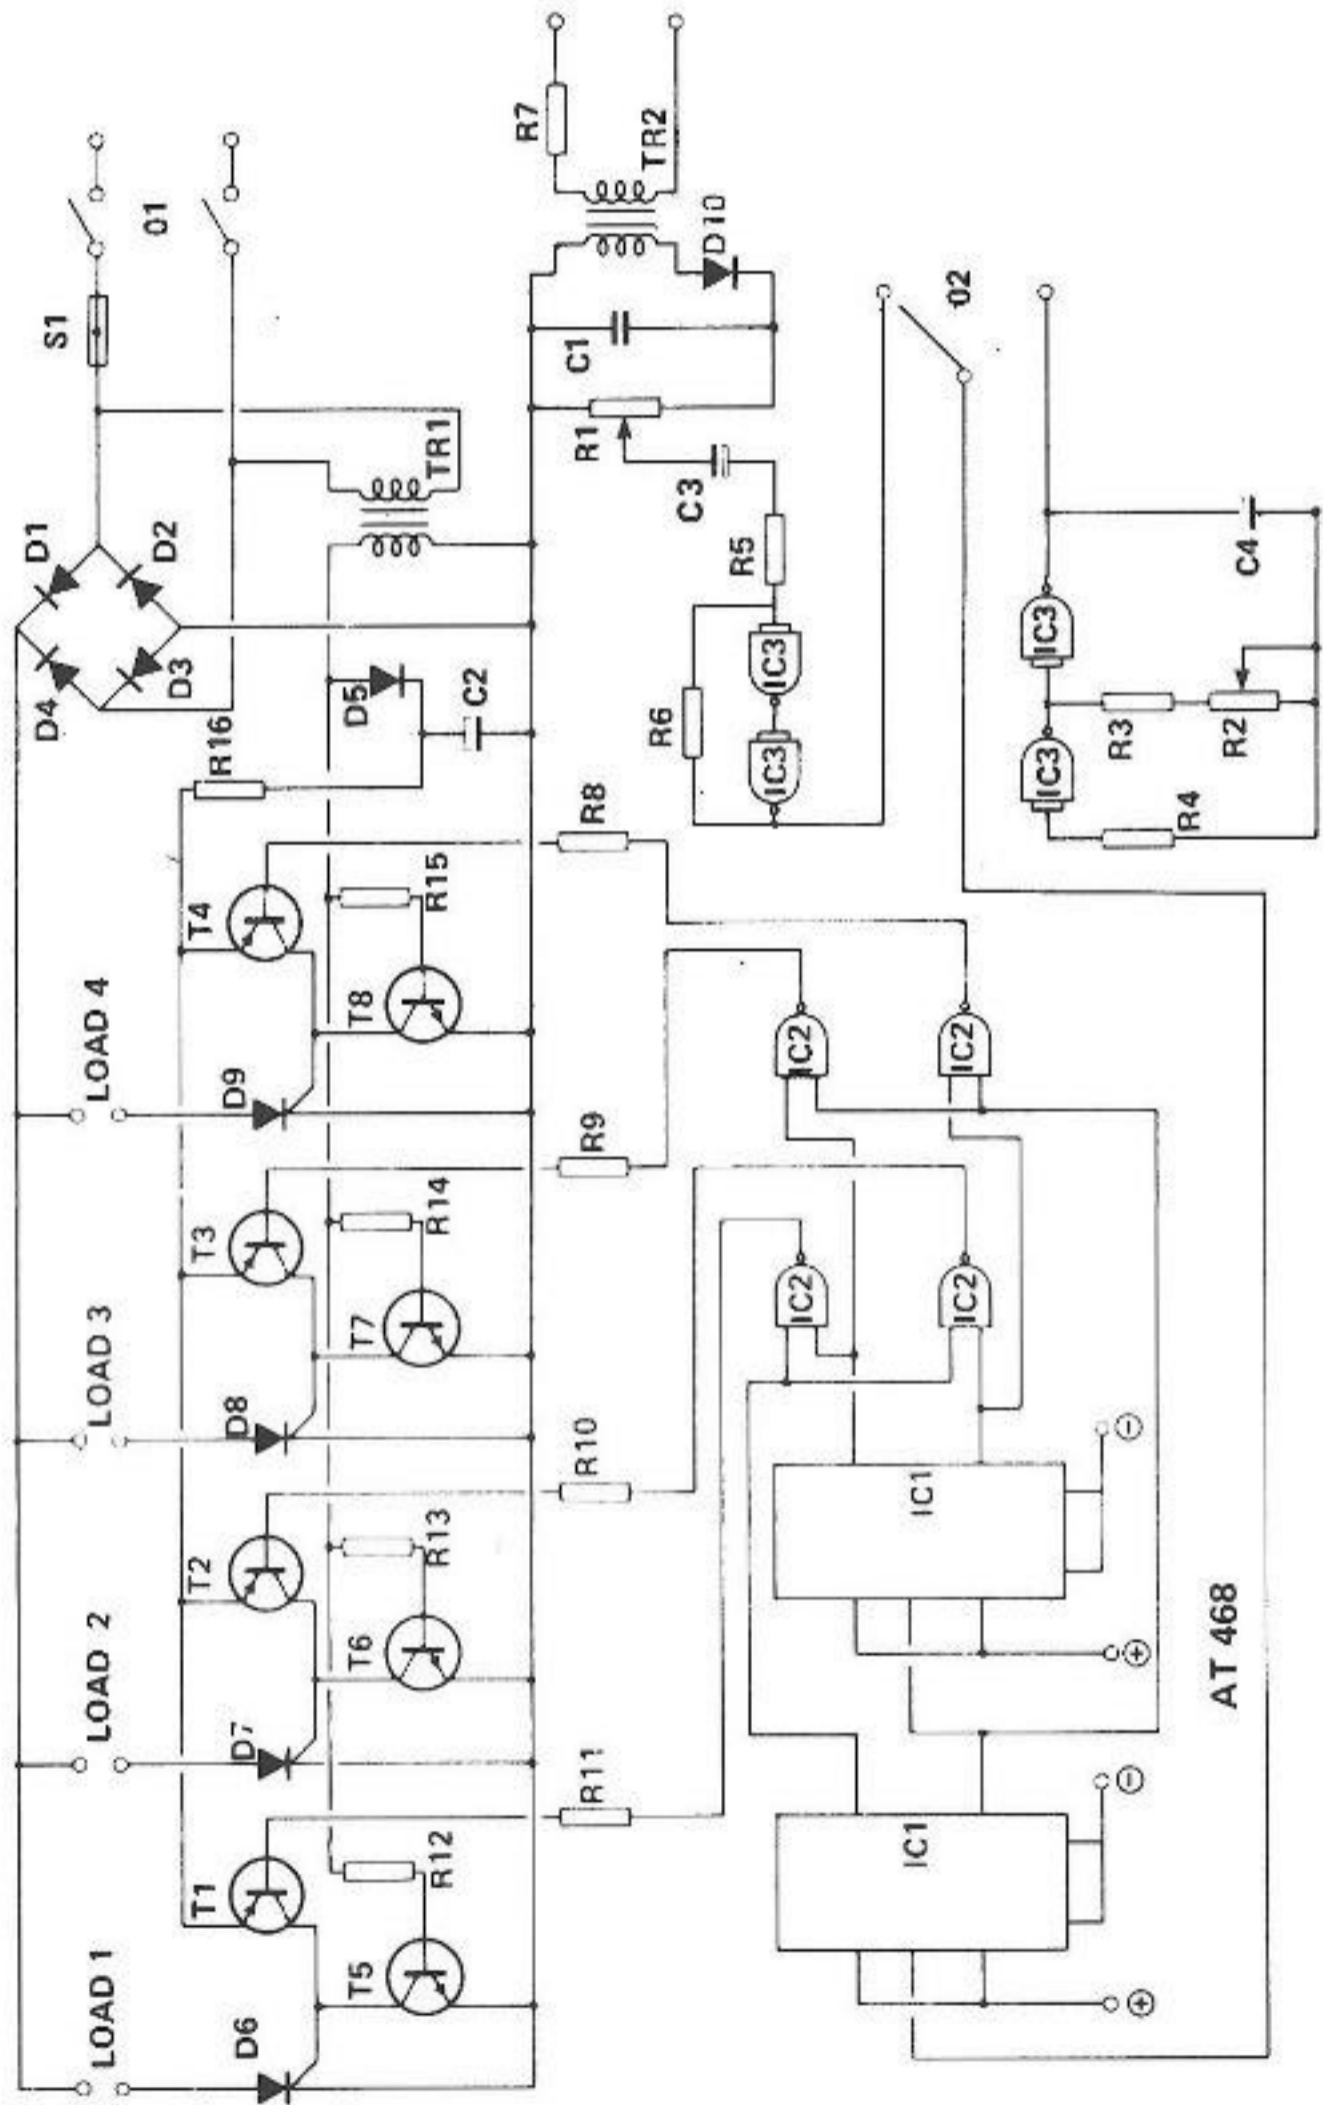 LOAD 1
LOAD 2
LOAD 3
LOAD 4
D6
T1
D7
T2
D8
T3
D9
T4
R16
D4
D1
D3
D2
S1
01
T5
R12
T6
R13
T7
R14
T8
R15
D5
C2
TR1
R11
R10
R9
R8
R6
IC3
IC3
R5
C3
R1
C1
D10
TR2
R7
IC2
IC2
IC2
IC2
IC1
IC1
+
-
+
-
02
IC3
IC3
R4
R3
R2
C4
AT 468